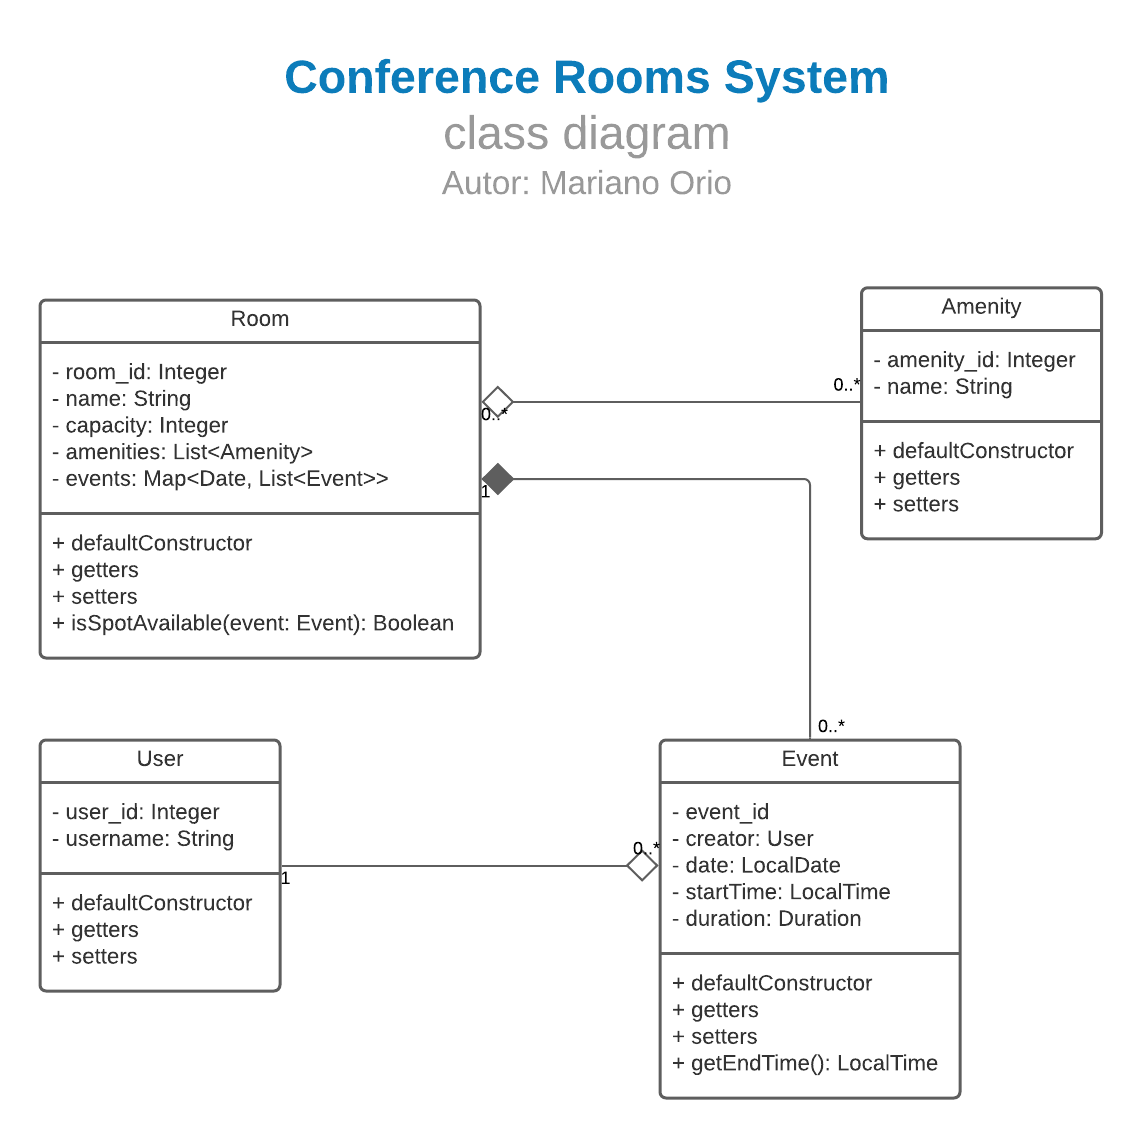 Conference Rooms System
class diagram
Autor: Mariano Orio
Room
- room_id: Integer
- name: String
- capacity: Integer
- amenities: List<Amenity>
- events: Map<Date, List<Event>>
+ defaultConstructor
+ getters
+ setters
+ isSpotAvailable(event: Event): Boolean
0..*
1
0..*
Amenity
- amenity_id: Integer
- name: String
+ defaultConstructor
+ getters
+ setters
0..*
User
- user_id: Integer
- username: String
+ defaultConstructor
+ getters
+ setters
1
0..*
Event
- event_id
- creator: User
- date: LocalDate
- startTime: LocalTime
- duration: Duration
+ defaultConstructor
+ getters
+ setters
+ getEndTime(): LocalTime